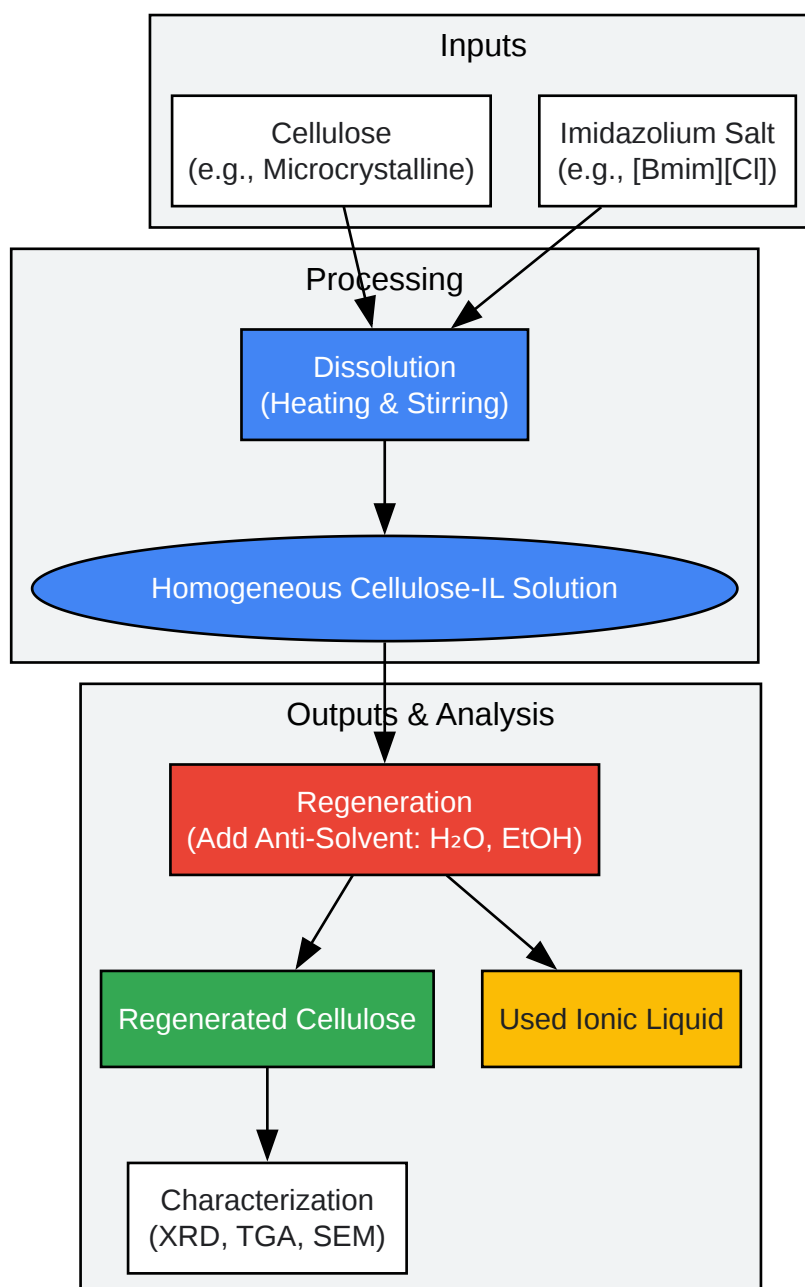 Inputs
Cellulose
(e.g., Microcrystalline)
Imidazolium Salt
(e.g., [Bmim][Cl])
Processing
Dissolution
(Heating & Stirring)
Homogeneous Cellulose-IL Solution
Outputs & Analysis
Regeneration
(Add Anti-Solvent: H₂O, EtOH)
Regenerated Cellulose
Used Ionic Liquid
Characterization
(XRD, TGA, SEM)